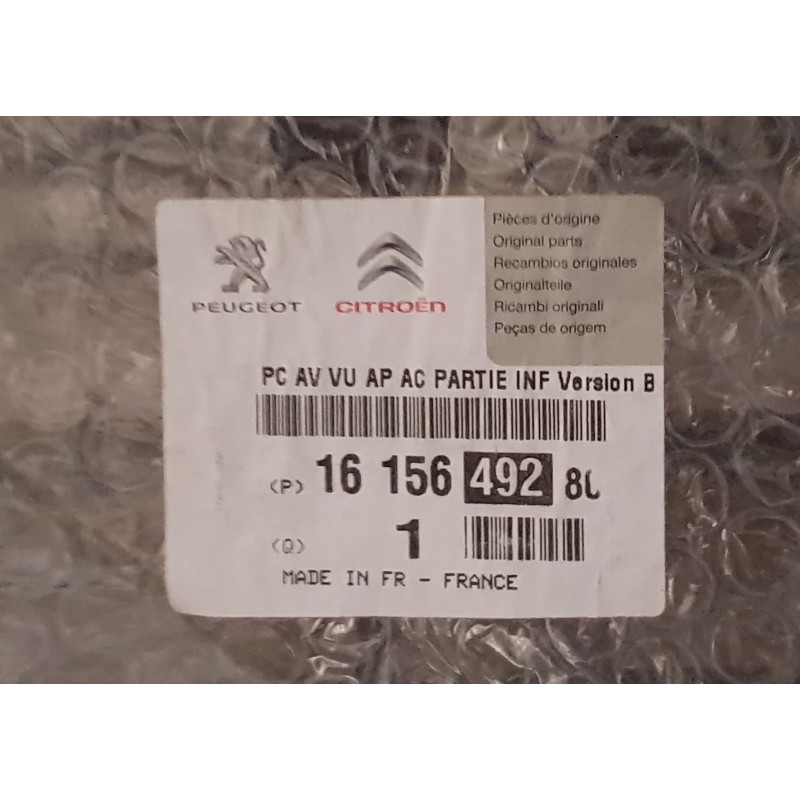 PEUGEOT
CITROËN
Pièces d'origine
Original parts
Recambios originales
Originalteile
Ricambi originali
Peças de origem
PC AV VU AP AC PARTIE INF Version B
(P) 16 156 492
(Q) 1
MADE IN FR - FRANCE